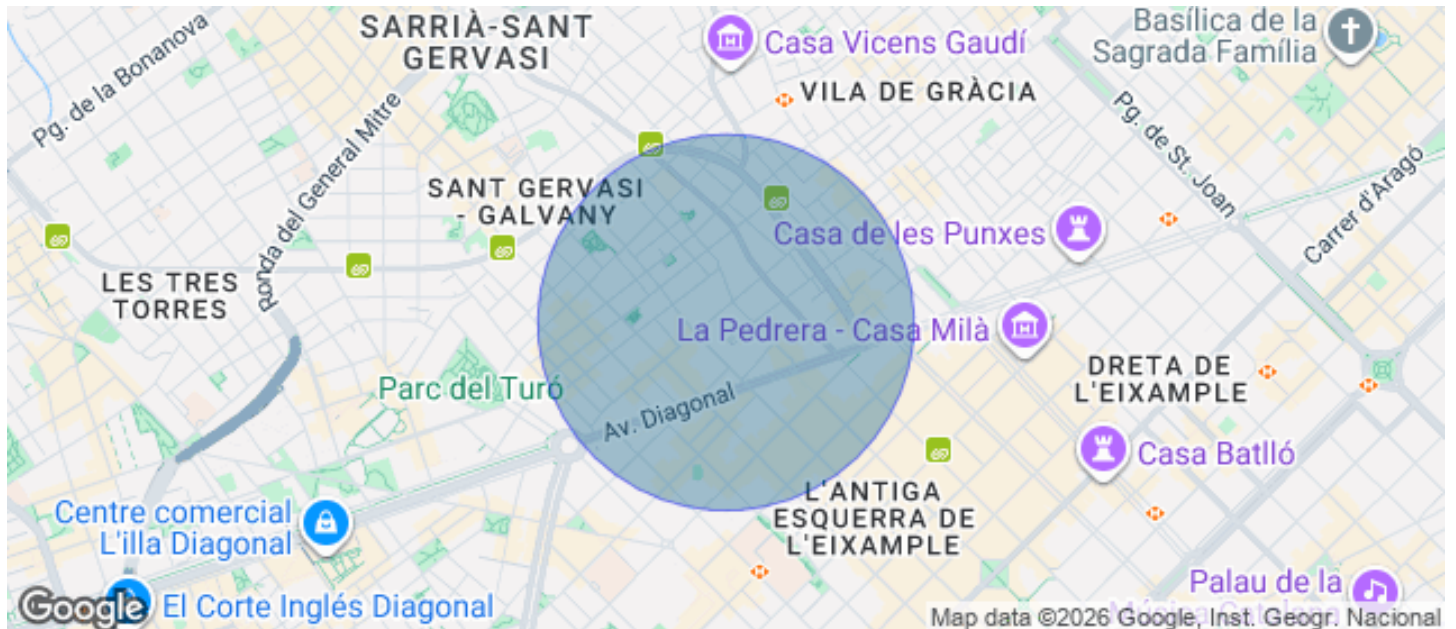 SARRIÀ-SANT
GERVASI
Pg. de la Bonanova
Ronda del General Mitre
Casa Vicens Gaudí
VILA DE GRÀCIA
Basílica de la
Sagrada Família
Pg. de St. Joan
Carrer d'Aragó
SANT GERVASI
- GALVANY
Casa de les Punxes
LES TRES
TORRES
La Pedrera - Casa Milà
Parc del Turó
Av. Diagonal
DRETA DE
L'EIXAMPLE
Casa Batlló
L'ANTIGA
ESQUERRA DE
L'EIXAMPLE
Centre comercial
L'illa Diagonal
El Corte Inglés Diagonal
Palau de la
Música Catalana
Google
Map data ©2026 Google, Inst. Geogr. Nacional